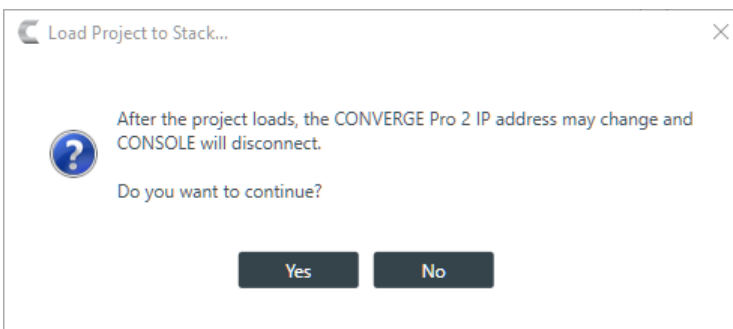 Load Project to Stack...
After the project loads, the CONVERGE Pro 2 IP address may change and
CONSOLE will disconnect.
Do you want to continue?
Yes No